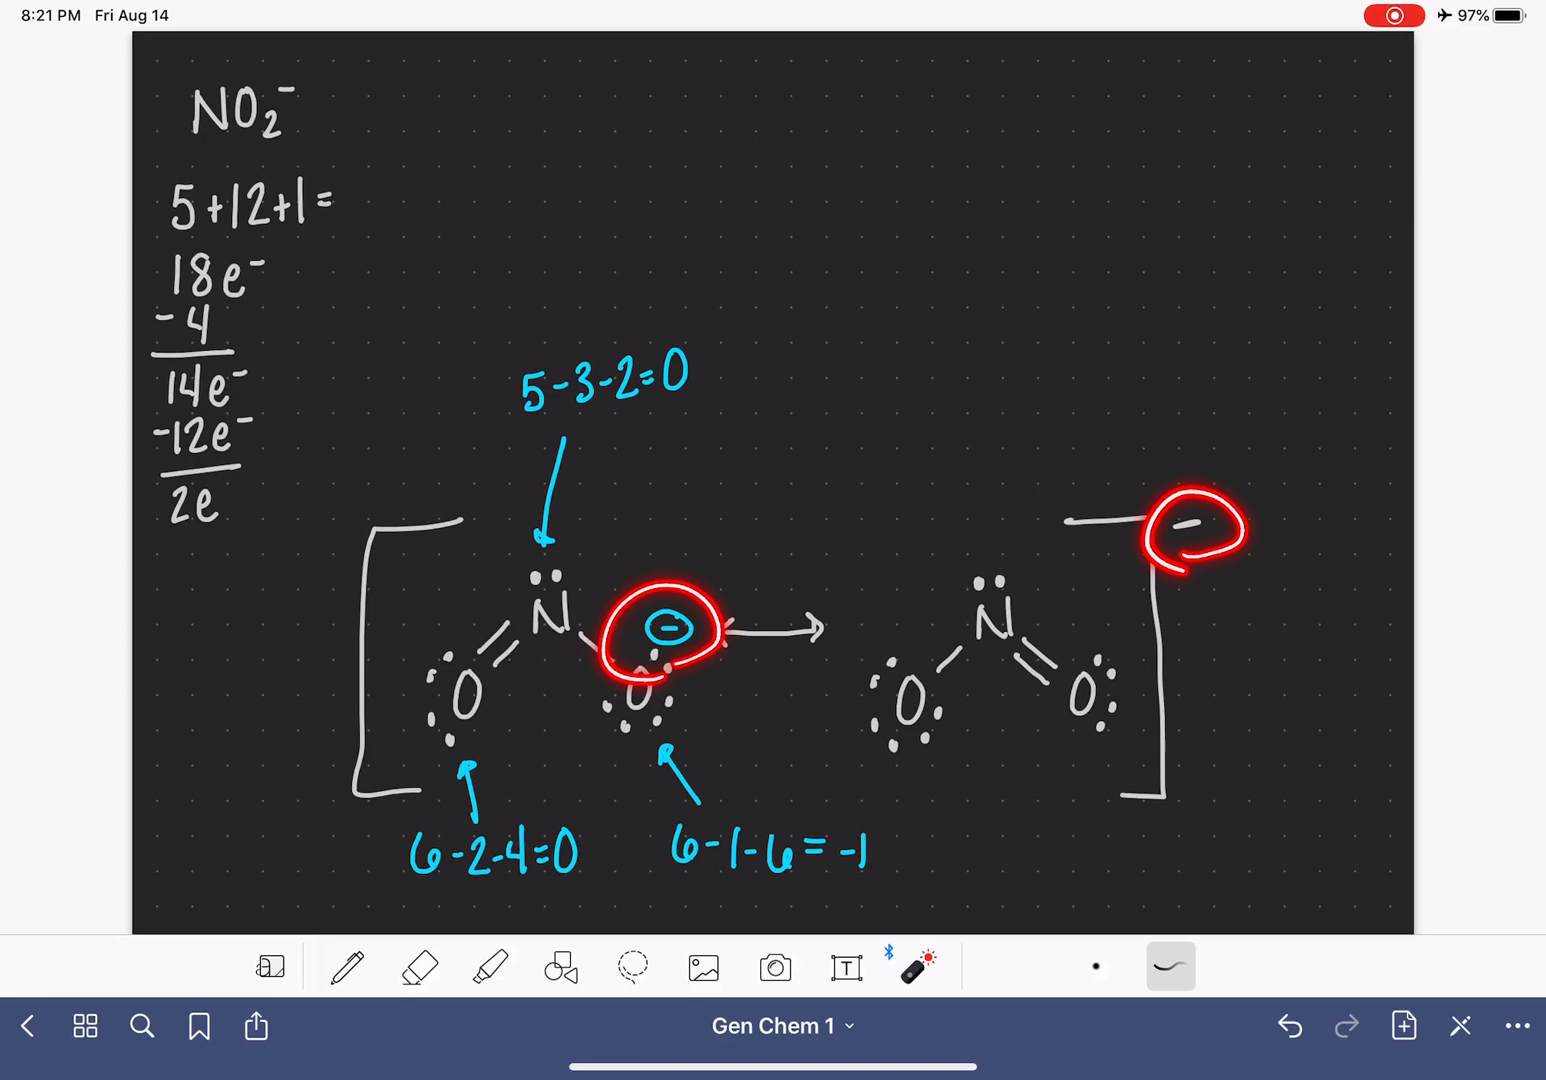 8:21 PM Fri Aug 14
97%
NO₂⁻
5+12+1=
18e⁻
-4
14e⁻
-12e⁻
2e
5-3-2=0
N
O
O
-
N
O
O
-
6-2-4=0
6-1-6=-1
T
Gen Chem 1